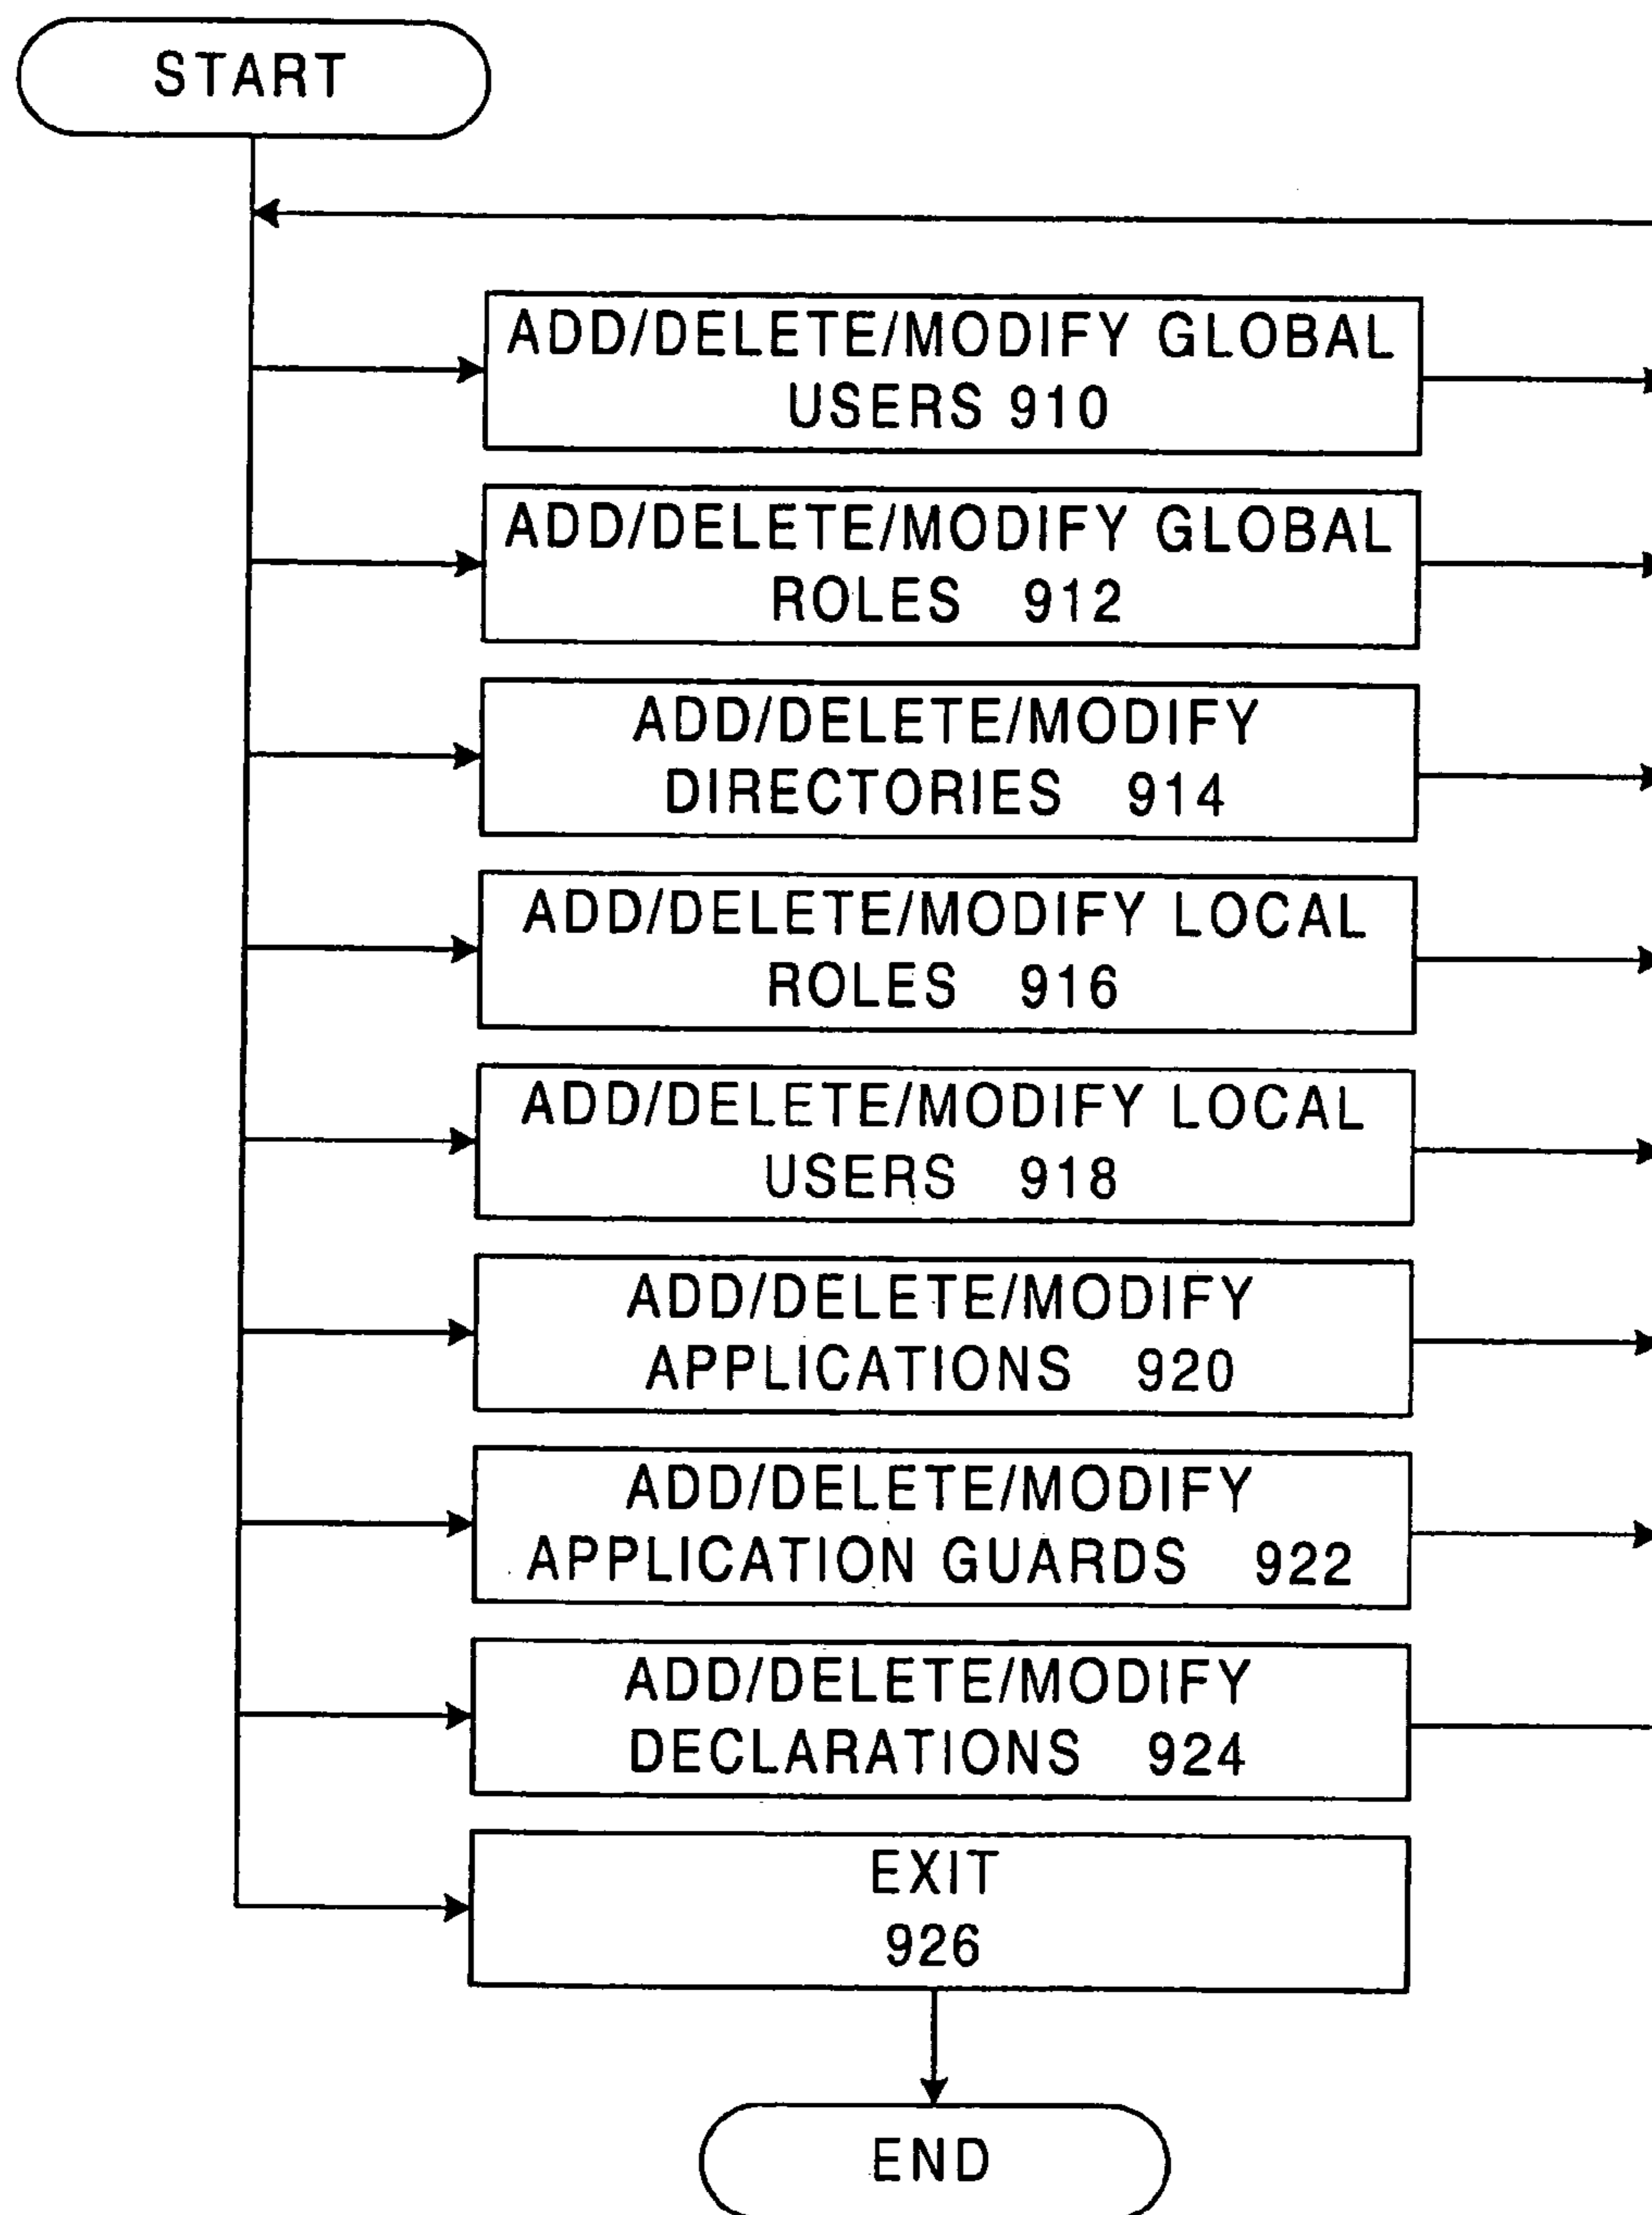 START
ADD/DELETE/MODIFY GLOBAL
USERS 910
ADD/DELETE/MODIFY GLOBAL
ROLES 912
ADD/DELETE/MODIFY
DIRECTORIES 914
ADD/DELETE/MODIFY LOCAL
ROLES 916
ADD/DELETE/MODIFY LOCAL
USERS 918
ADD/DELETE/MODIFY
APPLICATIONS 920
ADD/DELETE/MODIFY
APPLICATION GUARDS 922
ADD/DELETE/MODIFY
DECLARATIONS 924
EXIT
926
END